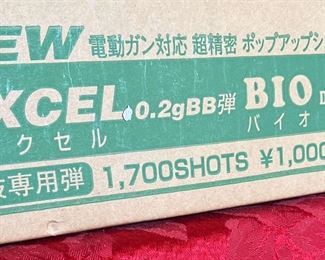 EW 電動ガン対応 超精密 ポップアップシ
XCEL 0.2gBB弾 BIO D
クセル バイオ
技専用弾 1,700SHOTS ¥1,000